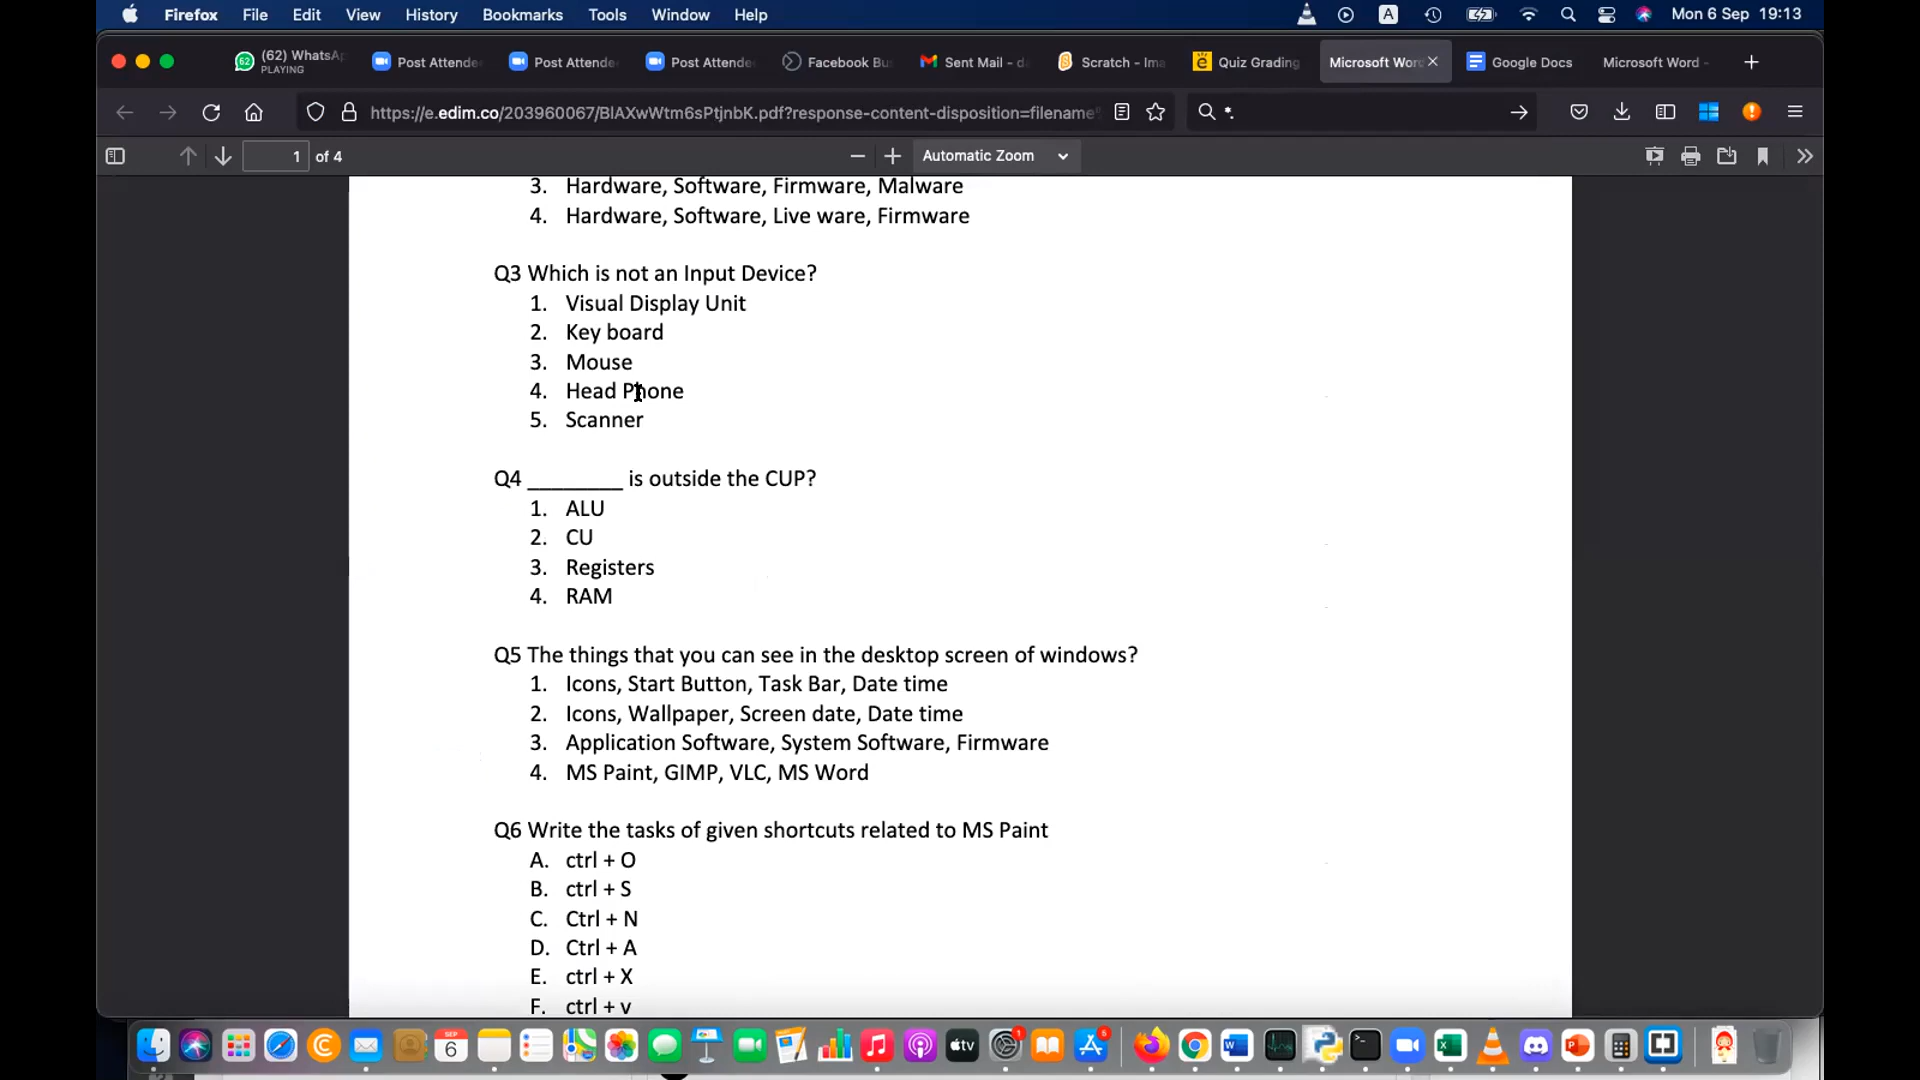 Firefox File Edit View History Bookmarks Tools Window Help A Mon 6 Sep 19:13
62 (62) WhatsAp
PLAYING
Post Attende Post Attende Post Attende Facebook Bu Sent Mail - d Scratch - Ima Quiz Grading Microsoft Wor Google Docs Microsoft Word -
https://e.edim.co/203960067/BlAXwWtm6sPtjnbK.pdf?response-content-disposition=filename *.
1 of 4 Automatic Zoom
3. Hardware, Software, Firmware, Malware
4. Hardware, Software, Live ware, Firmware
Q3 Which is not an Input Device?
1. Visual Display Unit
2. Key board
3. Mouse
4. Head Phone
5. Scanner
Q4 ________ is outside the CUP?
1. ALU
2. CU
3. Registers
4. RAM
Q5 The things that you can see in the desktop screen of windows?
1. Icons, Start Button, Task Bar, Date time
2. Icons, Wallpaper, Screen date, Date time
3. Application Software, System Software, Firmware
4. MS Paint, GIMP, VLC, MS Word
Q6 Write the tasks of given shortcuts related to MS Paint
A. ctrl + O
B. ctrl + S
C. Ctrl + N
D. Ctrl + A
E. ctrl + X
F. ctrl + v
SEP
6
tv